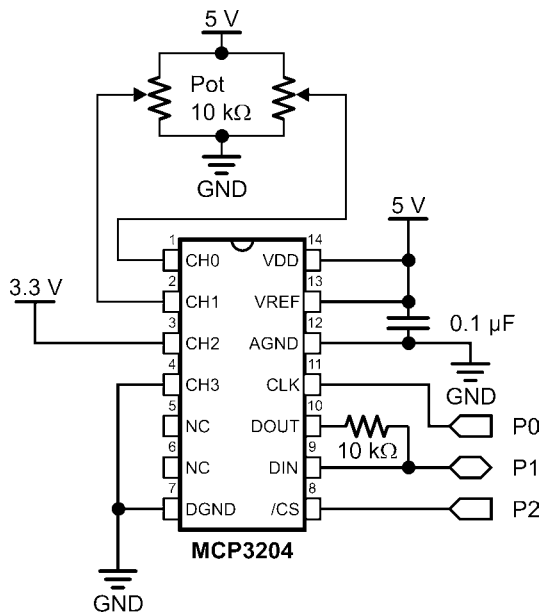 5 V
Pot
10 kΩ
GND
5 V
1 14
CH0 VDD
2 13
3.3 V
CH1 VREF
3 12
0.1 µF
CH2 AGND
4 11
GND
CH3 CLK
5 10
NC DOUT
P0
10 kΩ
6 9
NC DIN
P1
7 8
DGND /CS
P2
MCP3204
GND